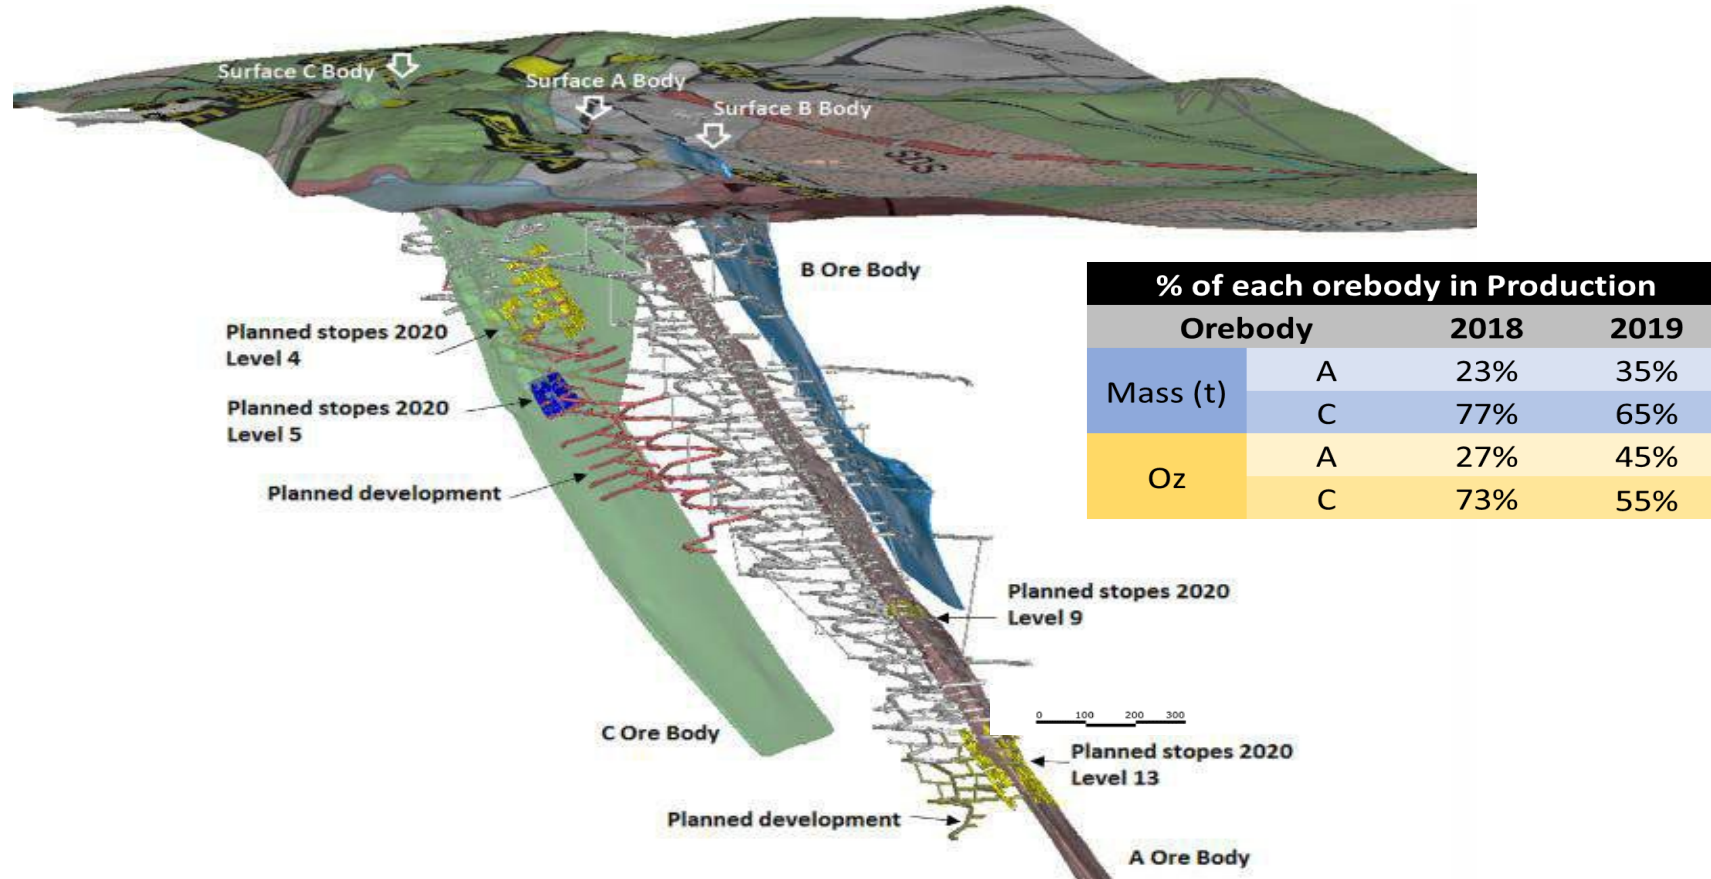 Surface C Body
Surface A Body
Surface B Body
SDS
B Ore Body
Planned stopes 2020
Level 4
Planned stopes 2020
Level 5
Planned development
% of each orebody in Production
Orebody 2018 2019
Mass (t) A 23% 35%
C 77% 65%
Oz A 27% 45%
C 73% 55%
Planned stopes 2020
Level 9
0 100 200 300
C Ore Body
Planned stopes 2020
Level 13
Planned development
A Ore Body